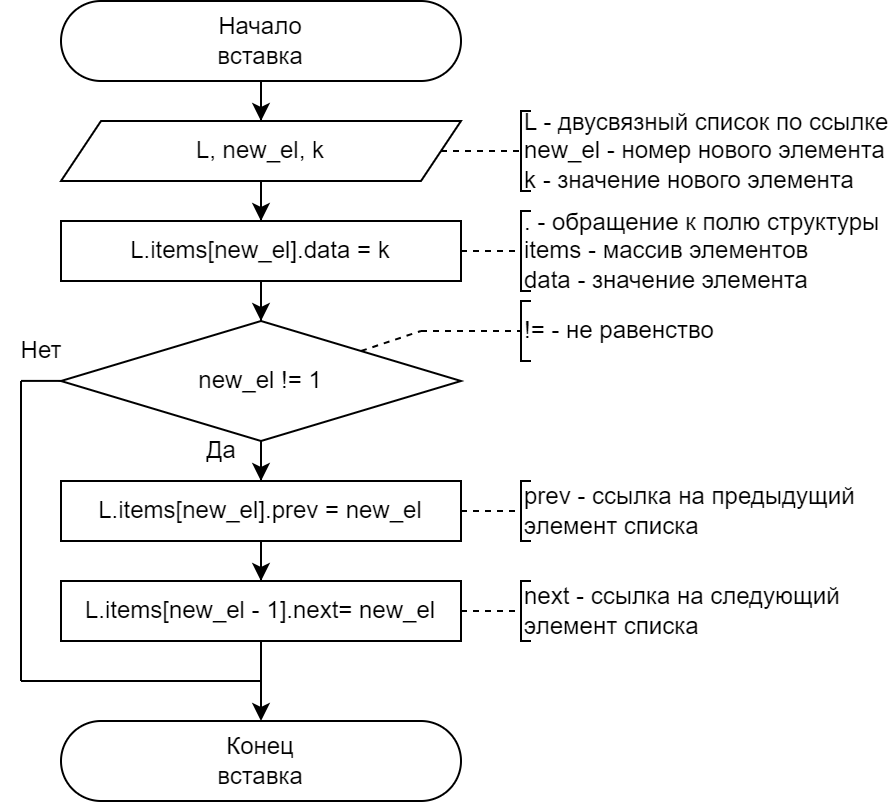 Начало
вставка
L, new_el, k
L - двусвязный список по ссылке
new_el - номер нового элемента
k - значение нового элемента
L.items[new_el].data = k
. - обращение к полю структуры
items - массив элементов
data - значение элемента
!= - не равенство
Нет
new_el != 1
Да
L.items[new_el].prev = new_el
prev - ссылка на предыдущий
элемент списка
L.items[new_el - 1].next= new_el
next - ссылка на следующий
элемент списка
Конец
вставка